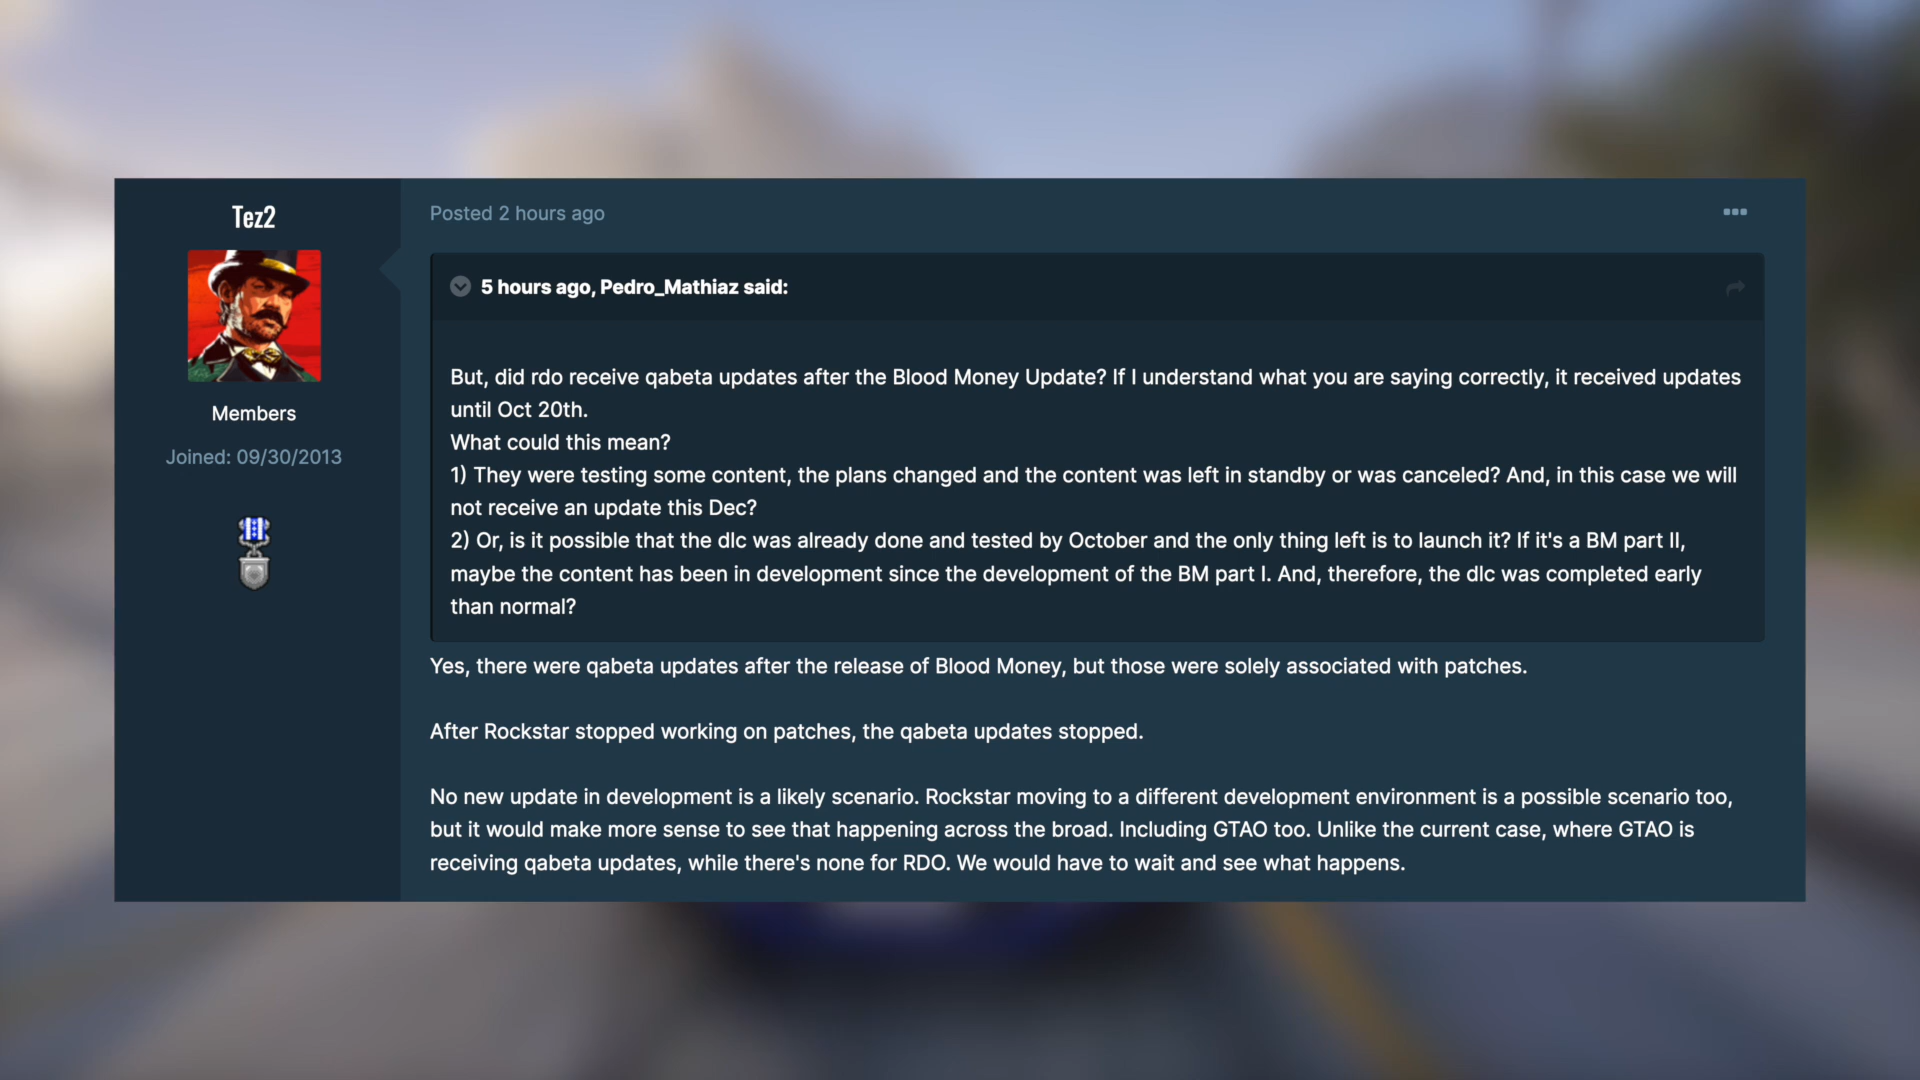 Tez2
Members
Joined: 09/30/2013
Posted 2 hours ago
5 hours ago, Pedro_Mathiaz said:
But, did rdo receive qabeta updates after the Blood Money Update? If I understand what you are saying correctly, it received updates
until Oct 20th.
What could this mean?
1) They were testing some content, the plans changed and the content was left in standby or was canceled? And, in this case we will
not receive an update this Dec?
2) Or, is it possible that the dlc was already done and tested by October and the only thing left is to launch it? If it's a BM part II,
maybe the content has been in development since the development of the BM part I. And, therefore, the dlc was completed early
than normal?
Yes, there were qabeta updates after the release of Blood Money, but those were solely associated with patches.
After Rockstar stopped working on patches, the qabeta updates stopped.
No new update in development is a likely scenario. Rockstar moving to a different development environment is a possible scenario too,
but it would make more sense to see that happening across the broad. Including GTAO too. Unlike the current case, where GTAO is
receiving qabeta updates, while there's none for RDO. We would have to wait and see what happens.